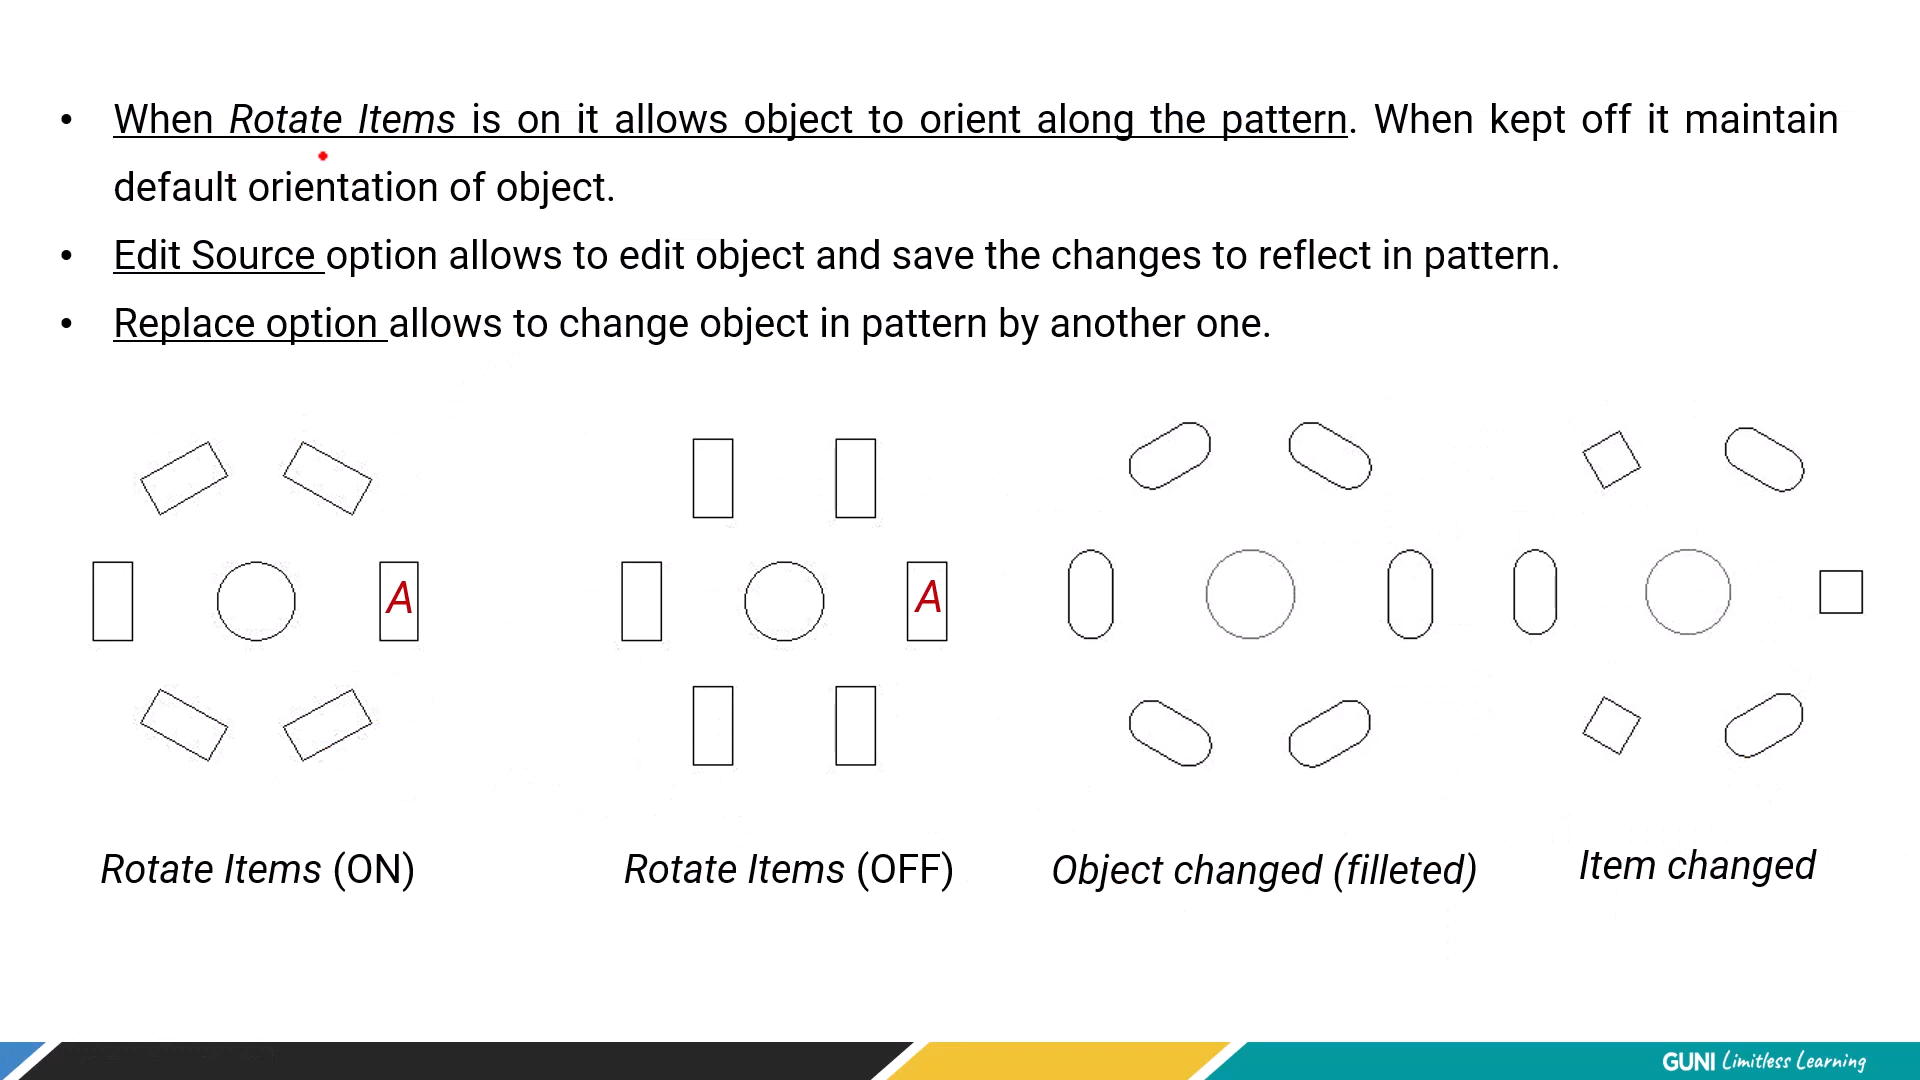 • When Rotate Items is on it allows object to orient along the pattern. When kept off it maintain
default orientation of object.
• Edit Source option allows to edit object and save the changes to reflect in pattern.
• Replace option allows to change object in pattern by another one.
A
A
Rotate Items (ON)
Rotate Items (OFF)
Object changed (filleted)
Item changed
GUNI Limitless Learning